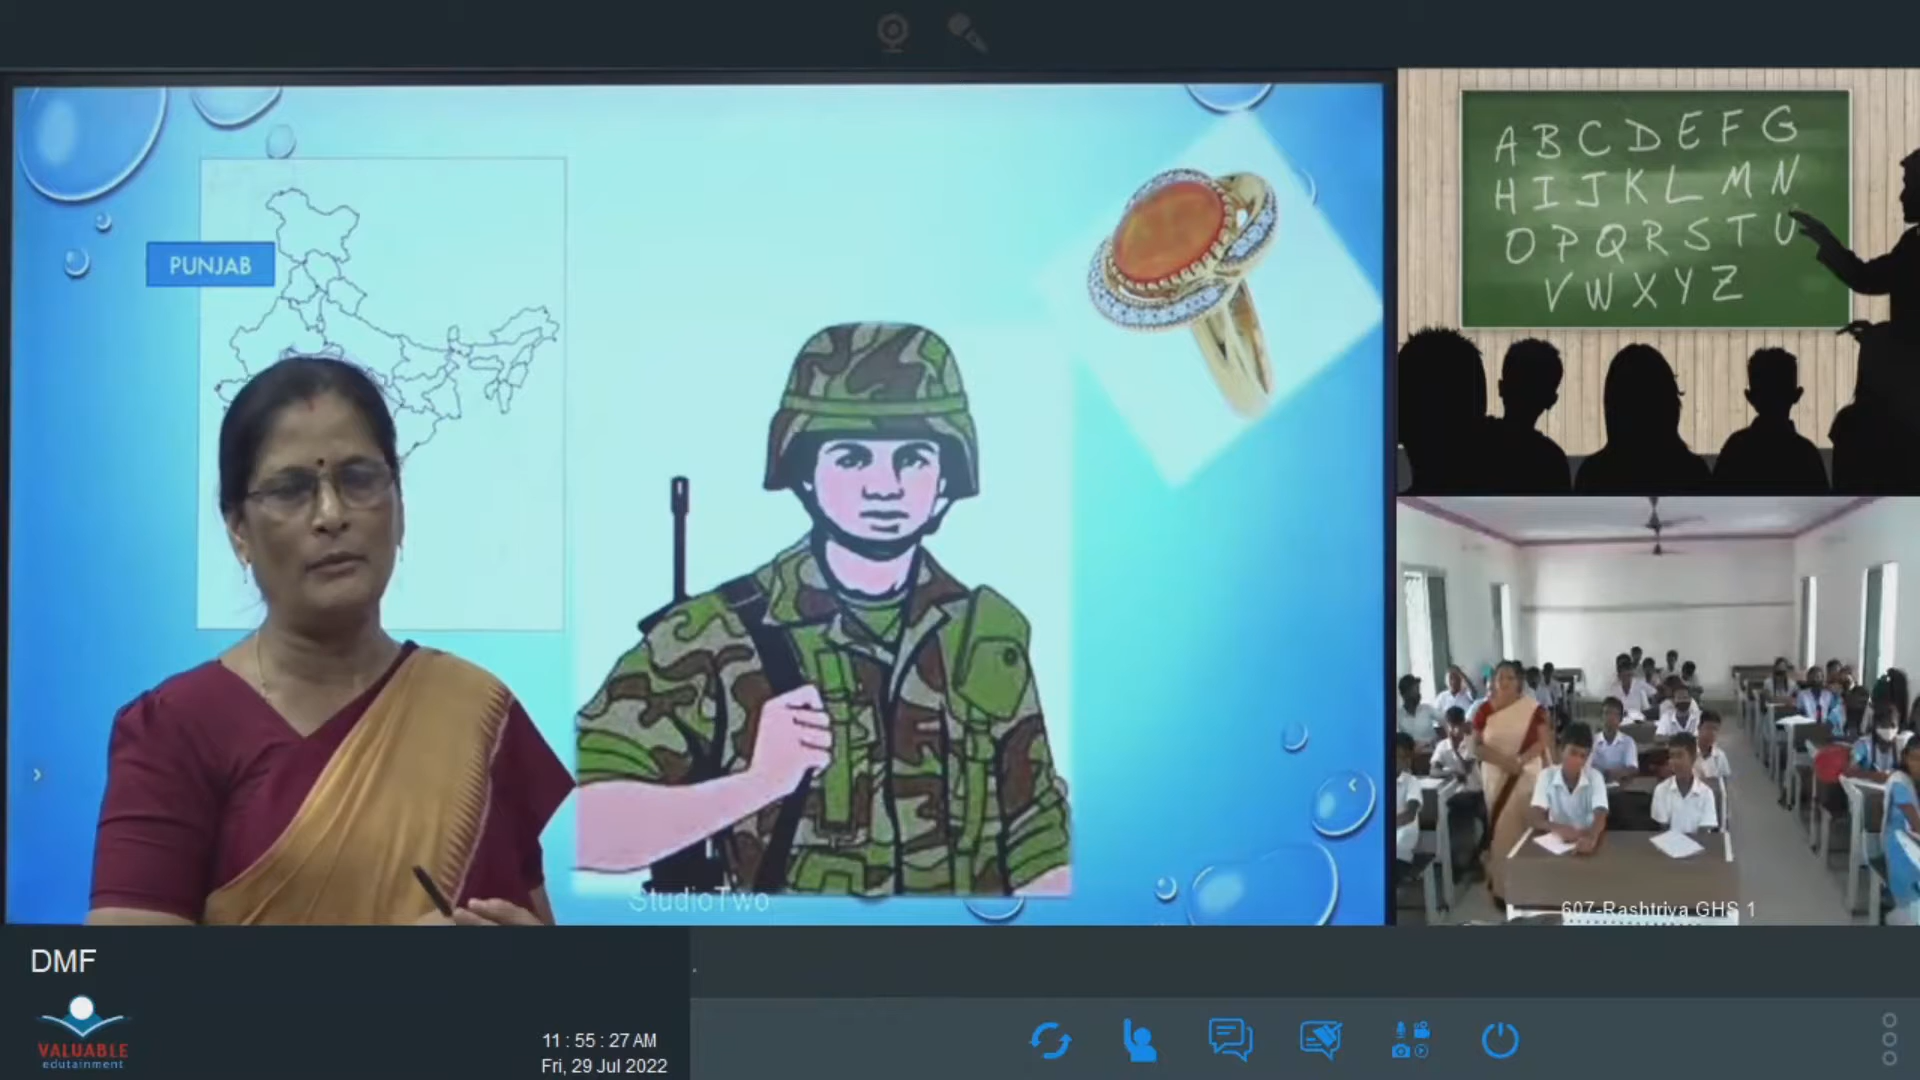 PUNJAB
A B C D E F G
H I J K L M N
O P Q R S T U
V W X Y Z
StudioTwo
607-Rashtriya GHS 1
DMF
VALUABLE
edutainment
11 : 55 : 27 AM
Fri, 29 Jul 2022